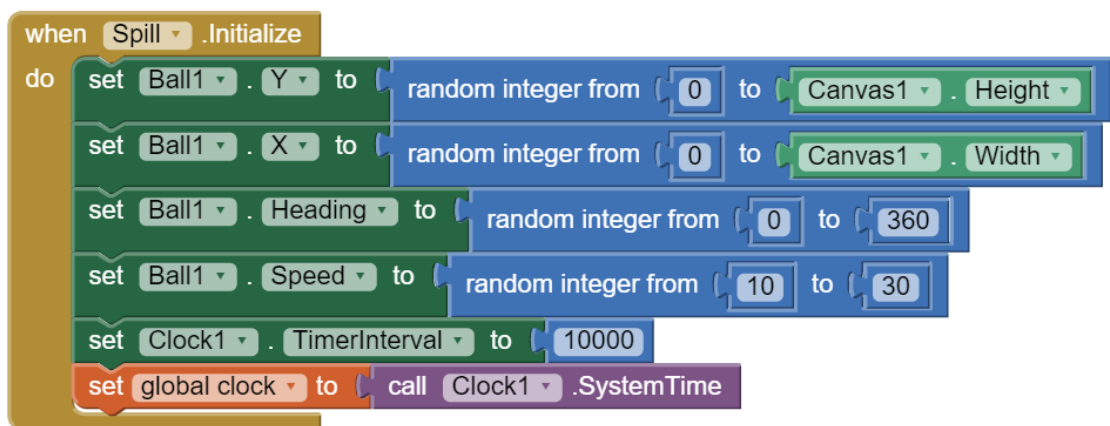 when Spill .Initialize
do set Ball1 . Y to random integer from 0 to Canvas1 . Height
set Ball1 . X to random integer from 0 to Canvas1 . Width
set Ball1 . Heading to random integer from 0 to 360
set Ball1 . Speed to random integer from 10 to 30
set Clock1 . TimerInterval to 10000
set global clock to call Clock1 .SystemTime